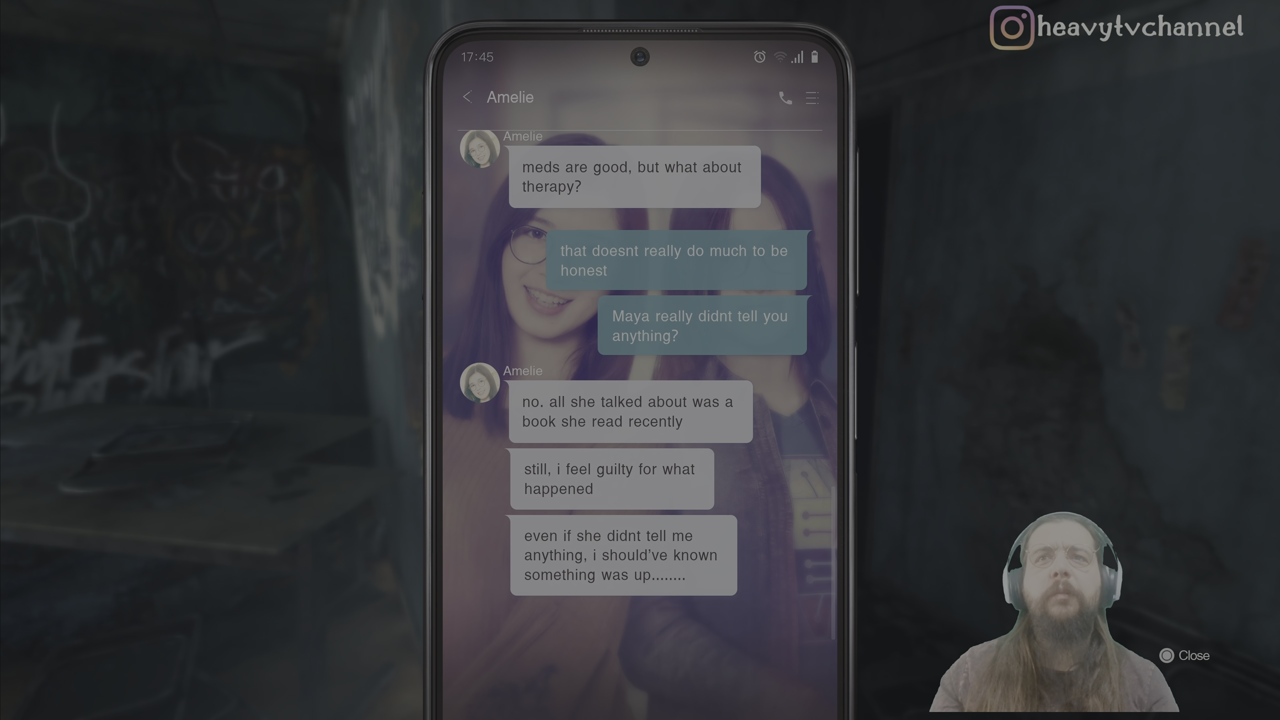 heavytvchannel
17:45
Amelie
Amelie
meds are good, but what about
therapy?
that doesnt really do much to be
honest
Maya really didnt tell you
anything?
Amelie
no. all she talked about was a
book she read recently
still, i feel guilty for what
happened
even if she didnt tell me
anything, i should've known
something was up........
Close